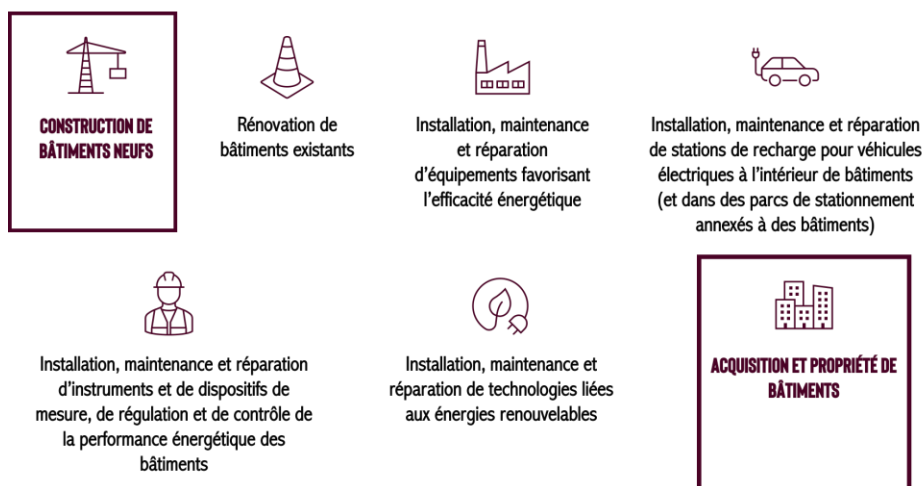 CONSTRUCTION DE
BÂTIMENTS NEUFS
Rénovation de
bâtiments existants
Installation, maintenance
et réparation
d’équipements favorisant
l’efficacité énergétique
Installation, maintenance et réparation
de stations de recharge pour véhicules
électriques à l’intérieur de bâtiments
(et dans des parcs de stationnement
annexés à des bâtiments)
Installation, maintenance et réparation
d’instruments et de dispositifs de
mesure, de régulation et de contrôle de
la performance énergétique des
bâtiments
Installation, maintenance et
réparation de technologies liées
aux énergies renouvelables
ACQUISITION ET PROPRIÉTÉ DE
BÂTIMENTS